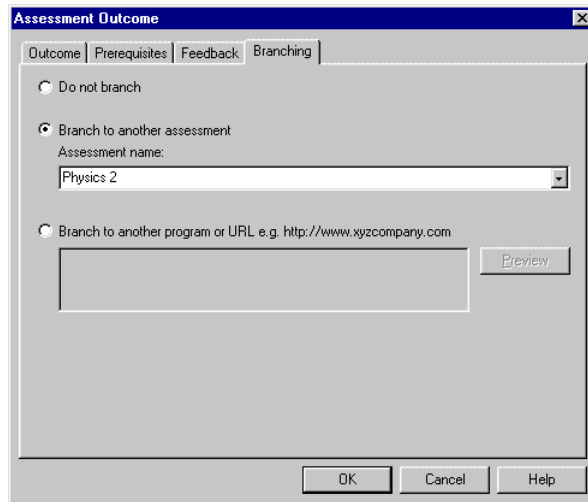 Assessment Outcome
Outcome Prerequisites Feedback Branching
Do not branch
Branch to another assessment
Assessment name:
Physics 2
Branch to another program or URL e.g. http://www.xyzcompany.com
Preview
OK Cancel Help